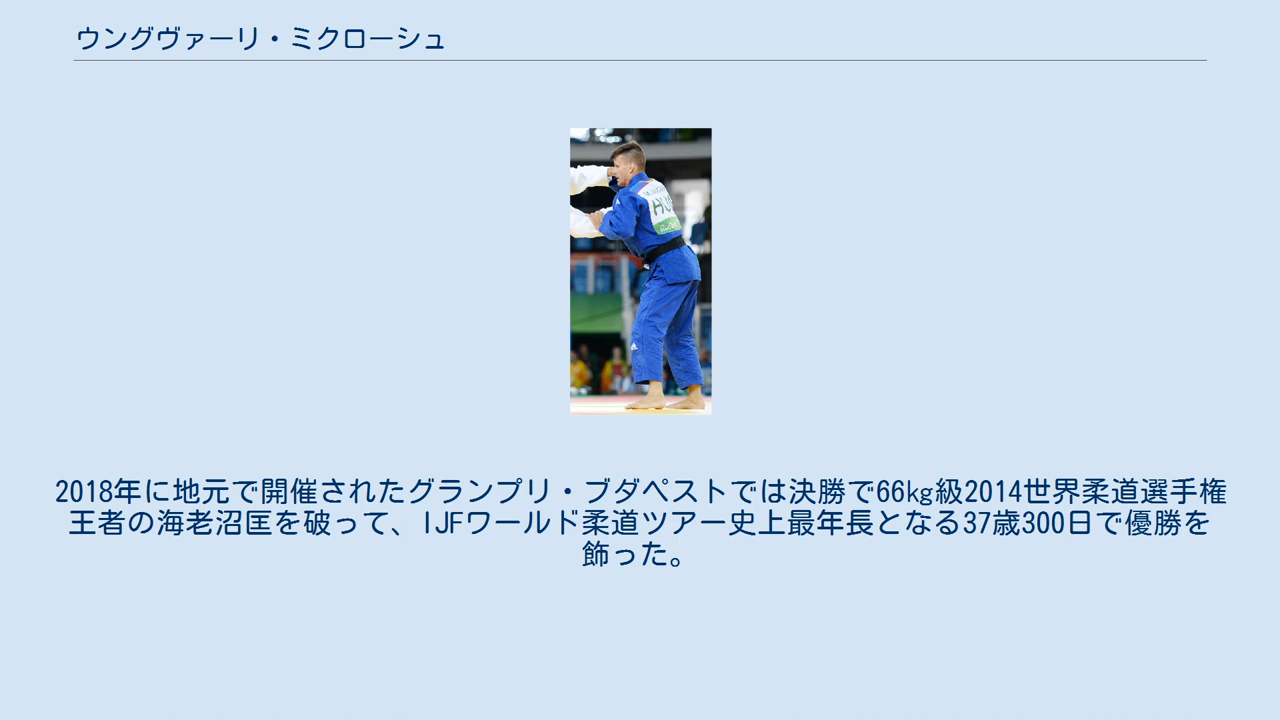 ウングヴァーリ・ミクローシュ
HU
2018年に地元で開催されたグランプリ・ブダペストでは決勝で66kg級2014世界柔道選手権
王者の海老沼匡を破って、IJFワールド柔道ツアー史上最年長となる37歳300日で優勝を
飾った。